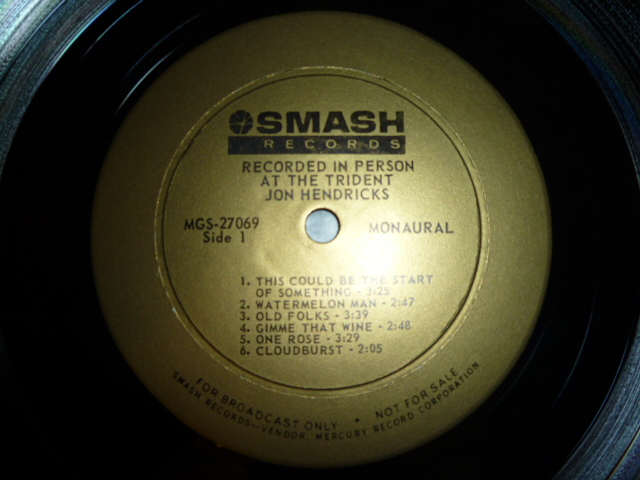 SMASH
RECORDS
RECORDED IN PERSON
AT THE TRIDENT
JON HENDRICKS
MGS-27069
Side 1
MONAURAL
1. THIS COULD BE THE START
OF SOMETHING - 3:25
2. WATERMELON MAN - 2:47
3. OLD FOLKS - 3:39
4. GIMME THAT WINE - 2:48
5. ONE ROSE - 3:29
6. CLOUDBURST - 2:05
FOR BROADCAST ONLY • NOT FOR SALE
SMASH RECORDS—VENDOR: MERCURY RECORD CORPORATION